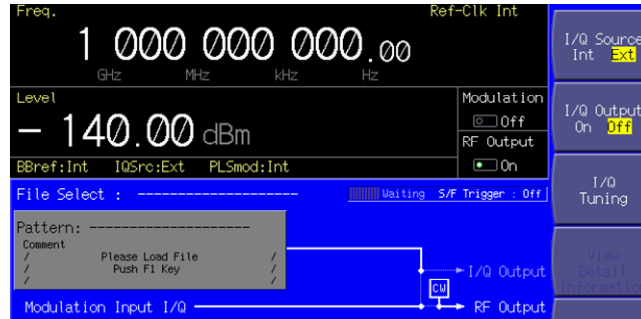 Freq.
Ref-Clk Int
1 000 000 000.00
GHz MHz kHz Hz
Level
- 140.00 dBm
Modulation
Off
RF Output
On
BBref:Int IQSrc:Ext PLSmod:Int
File Select : --------------------
Waiting S/F Trigger : Off
Pattern: --------------------
Comment
/ Please Load File /
/ Push F1 Key /
/ /
I/Q Output
CW
Modulation Input I/Q
RF Output
I/Q Source
Int Ext
I/Q Output
On Off
I/Q
Tuning
View
Detail
Information